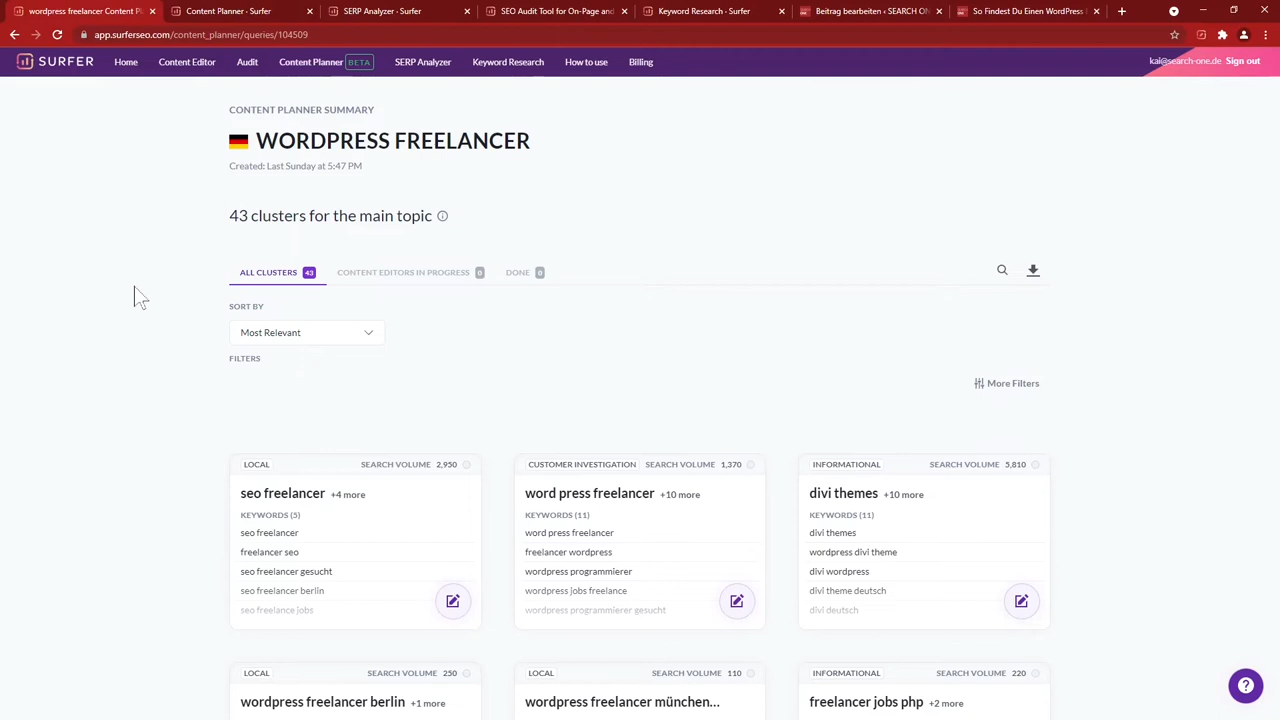 wordpress freelancer Content Pl
Content Planner - Surfer
SERP Analyzer - Surfer
SEO Audit Tool for On-Page and
Keyword Research - Surfer
Beitrag bearbeiten ‹ SEARCH ON
So Findest Du Einen WordPress
app.surferseo.com/content_planner/queries/104509
SURFER
Home
Content Editor
Audit
Content Planner BETA
SERP Analyzer
Keyword Research
How to use
Billing
kai@search-one.de Sign out
CONTENT PLANNER SUMMARY
WORDPRESS FREELANCER
Created: Last Sunday at 5:47 PM
43 clusters for the main topic
ALL CLUSTERS 43
CONTENT EDITORS IN PROGRESS 0
DONE 0
SORT BY
Most Relevant
FILTERS
More Filters
LOCAL SEARCH VOLUME 2,950
seo freelancer +4 more
KEYWORDS (5)
seo freelancer
freelancer seo
seo freelancer gesucht
seo freelancer berlin
seo freelance jobs
CUSTOMER INVESTIGATION SEARCH VOLUME 1,370
word press freelancer +10 more
KEYWORDS (11)
word press freelancer
freelancer wordpress
wordpress programmierer
wordpress jobs freelance
wordpress programmierer gesucht
INFORMATIONAL SEARCH VOLUME 5,810
divi themes +10 more
KEYWORDS (11)
divi themes
wordpress divi theme
divi wordpress
divi theme deutsch
divi deutsch
LOCAL SEARCH VOLUME 250
wordpress freelancer berlin +1 more
LOCAL SEARCH VOLUME 110
wordpress freelancer münchen...
INFORMATIONAL SEARCH VOLUME 220
freelancer jobs php +2 more
?